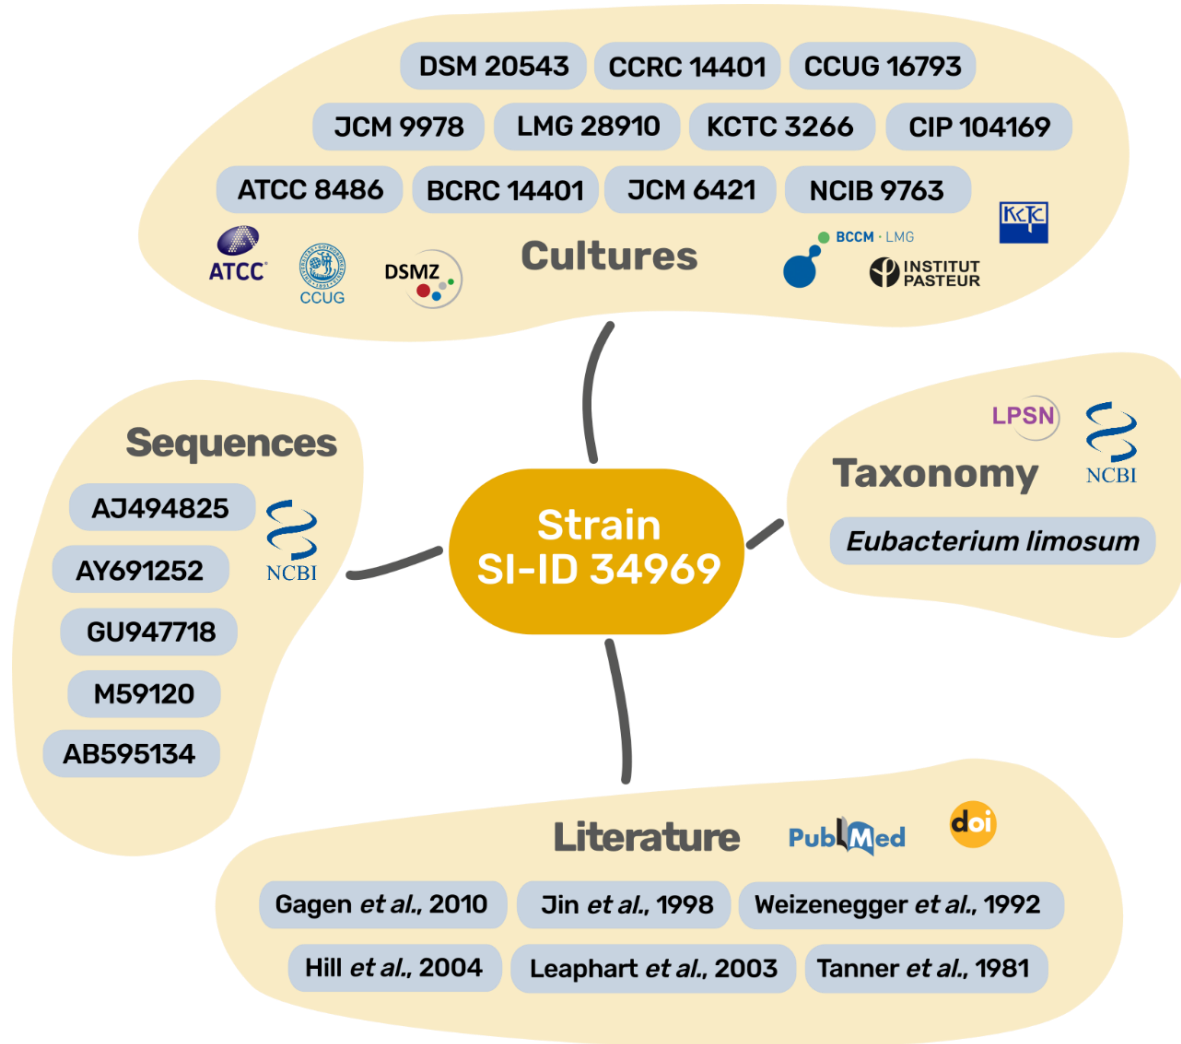 DSM 20543 CCRC 14401 CCUG 16793
JCM 9978 LMG 28910 KCTC 3266 CIP 104169
ATCC 8486 BCRC 14401 JCM 6421 NCIB 9763
KCTC
ATCC
CCUG
DSMZ
Cultures
BCCM · LMG
INSTITUT
PASTEUR
Sequences
AJ494825
AY691252
GU947718
M59120
AB595134
NCBI
Strain
SI-ID 34969
LPSN
NCBI
Taxonomy
Eubacterium limosum
Literature
PubMed
doi
Gagen et al., 2010 Jin et al., 1998 Weizenegger et al., 1992
Hill et al., 2004 Leaphart et al., 2003 Tanner et al., 1981